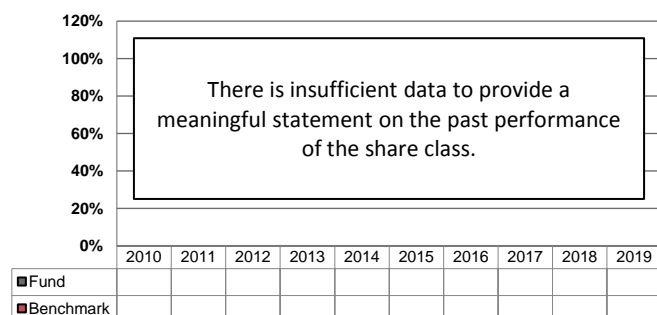 120%
100%
80%
60%
40%
20%
0%
There is insufficient data to provide a
meaningful statement on the past performance
of the share class.
2010 2011 2012 2013 2014 2015 2016 2017 2018 2019
Fund
Benchmark